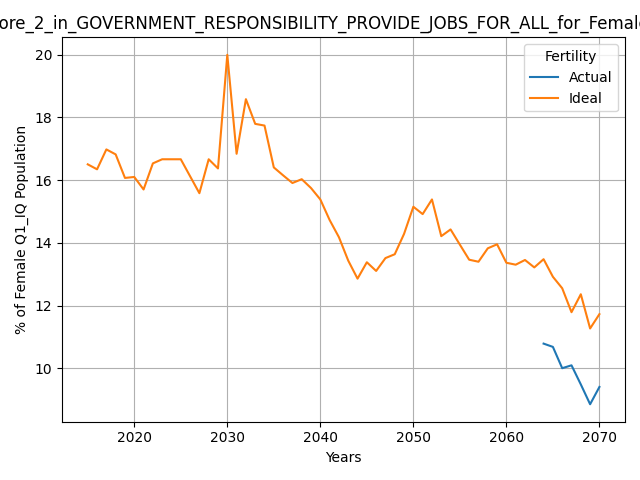 ore_2_in_GOVERNMENT_RESPONSIBILITY_PROVIDE_JOBS_FOR_ALL_for_Female
Fertility
Actual
Ideal
20
18
16
14
12
10
% of Female Q1_IQ Population
2020 2030 2040 2050 2060 2070
Years